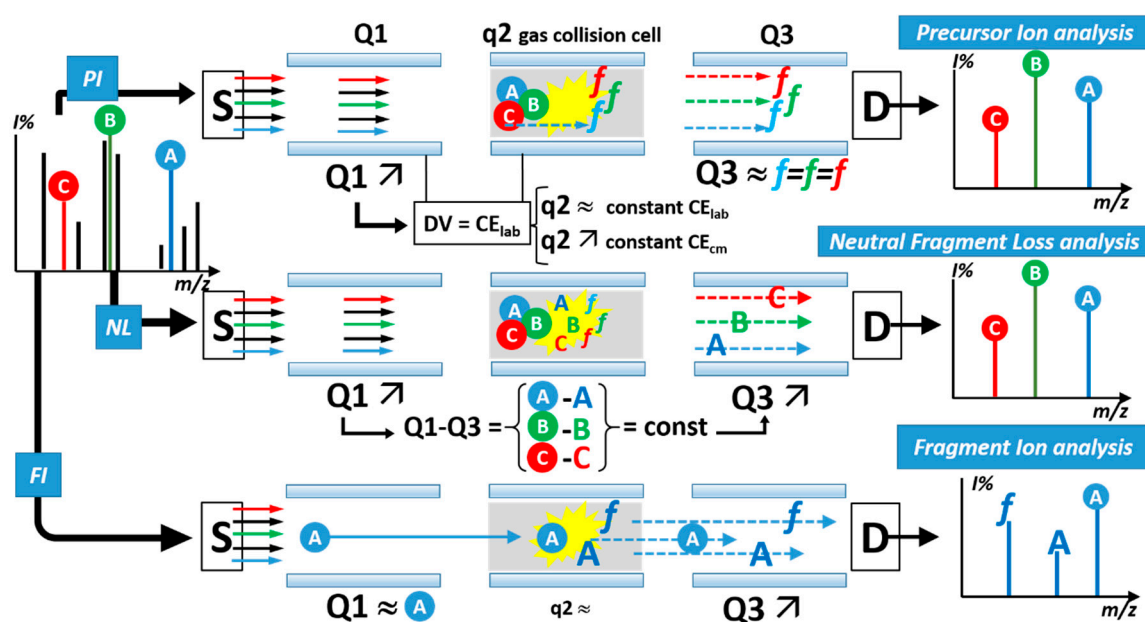 Q1
q2 gas collision cell
Q3
Precursor Ion analysis
PI
S
A
B
C
f
f
f
D
I%
C
B
A
m/z
I%
C
B
A
m/z
Q1 ↗
Q3 ≈ f=f=f
DV = CElab
q2 ≈ constant CElab
q2 ↗ constant CEcm
Neutral Fragment Loss analysis
NL
S
A
B
C
A
B
C
f
f
f
C
B
A
D
I%
C
B
A
m/z
Q1 ↗
Q3 ↗
Q1-Q3 = { A-A
B-B
C-C } = const
Fragment Ion analysis
FI
S
A
A
f
A
f
A
A
D
I%
f
A
A
m/z
Q1 ≈ A
q2 ≈
Q3 ↗